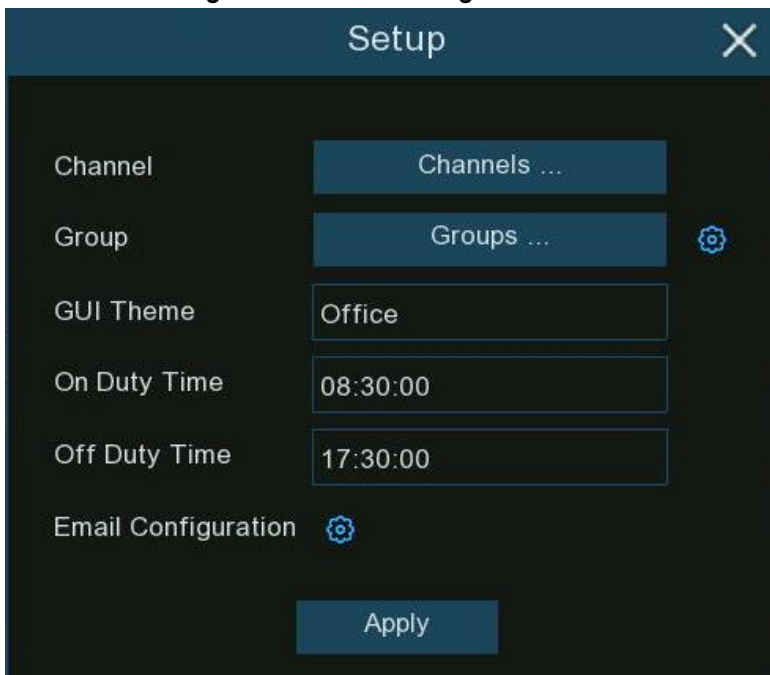 Setup
Channel Channels ...
Group Groups ...
GUI Theme Office
On Duty Time 08:30:00
Off Duty Time 17:30:00
Email Configuration
Apply